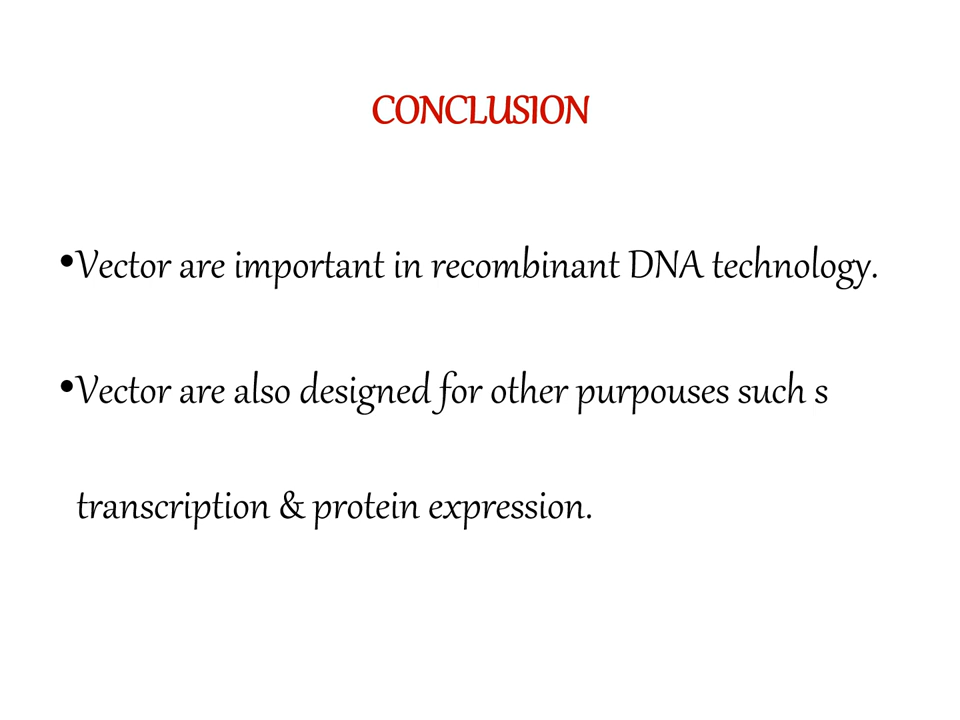 CONCLUSION
•Vector are important in recombinant DNA technology.
•Vector are also designed for other purpouses such s
transcription & protein expression.